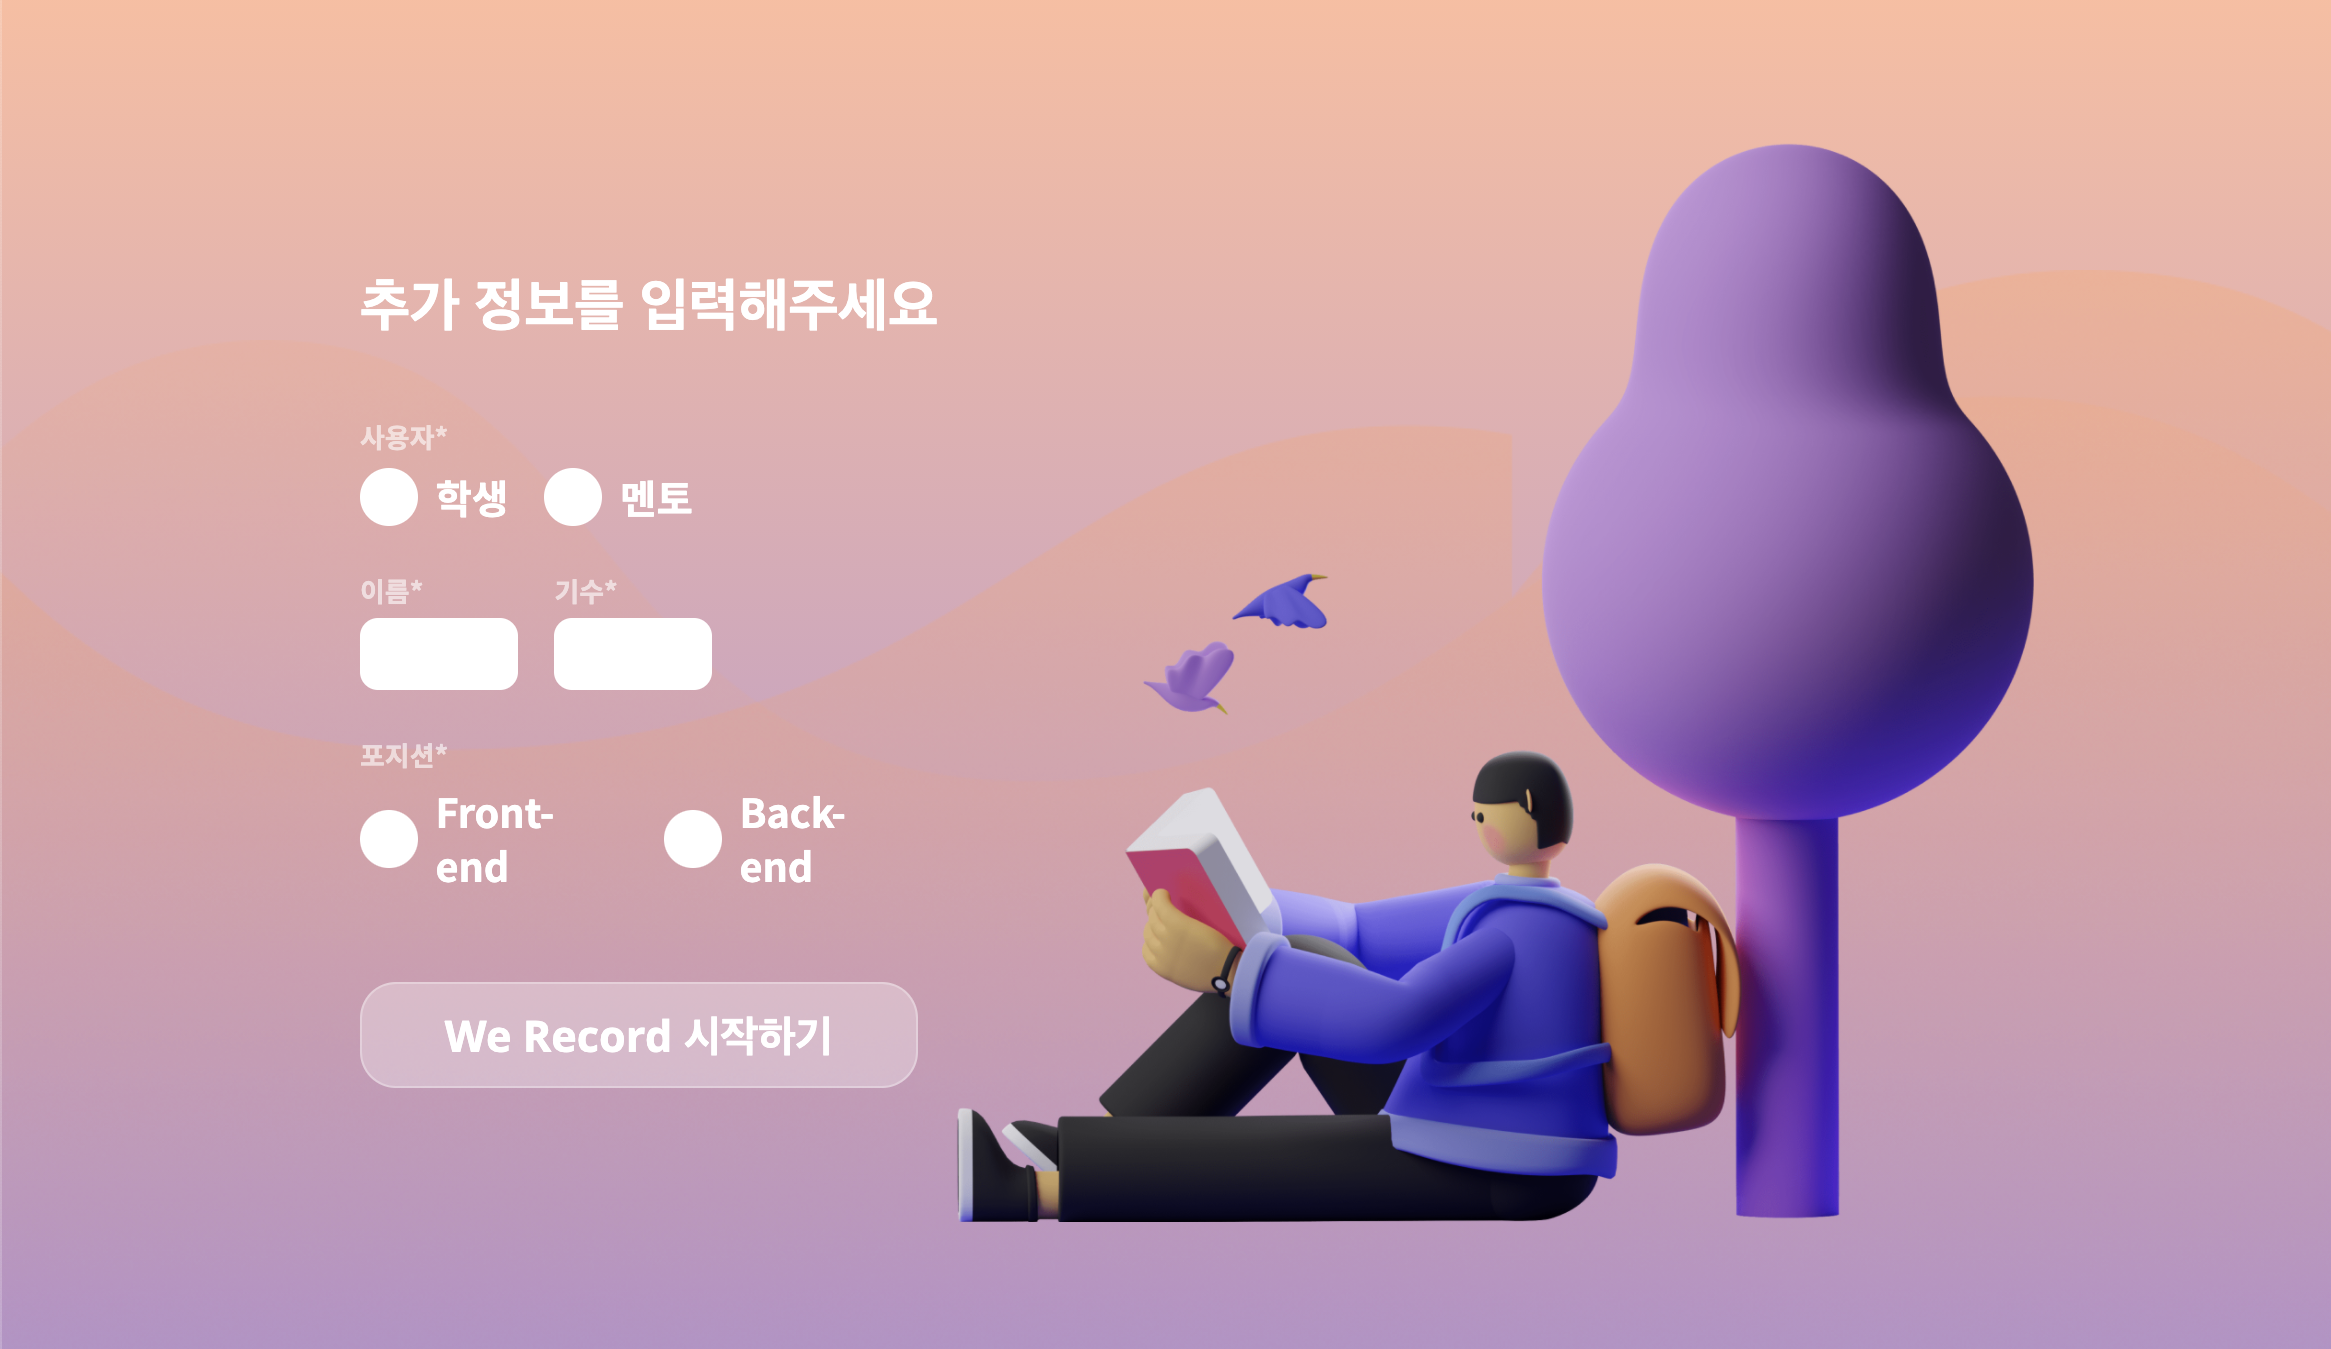 추가 정보를 입력해주세요
사용자*
학생 멘토
이름* 기수*
포지션*
Front-
end
Back-
end
We Record 시작하기